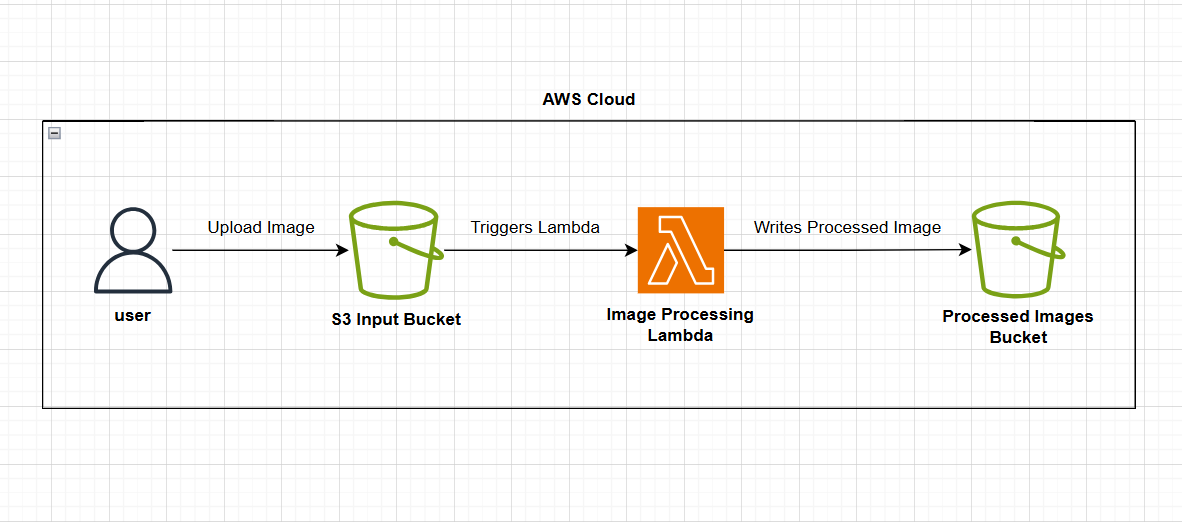 AWS Cloud
Upload Image
Triggers Lambda
Writes Processed Image
user
S3 Input Bucket
Image Processing
Lambda
Processed Images
Bucket